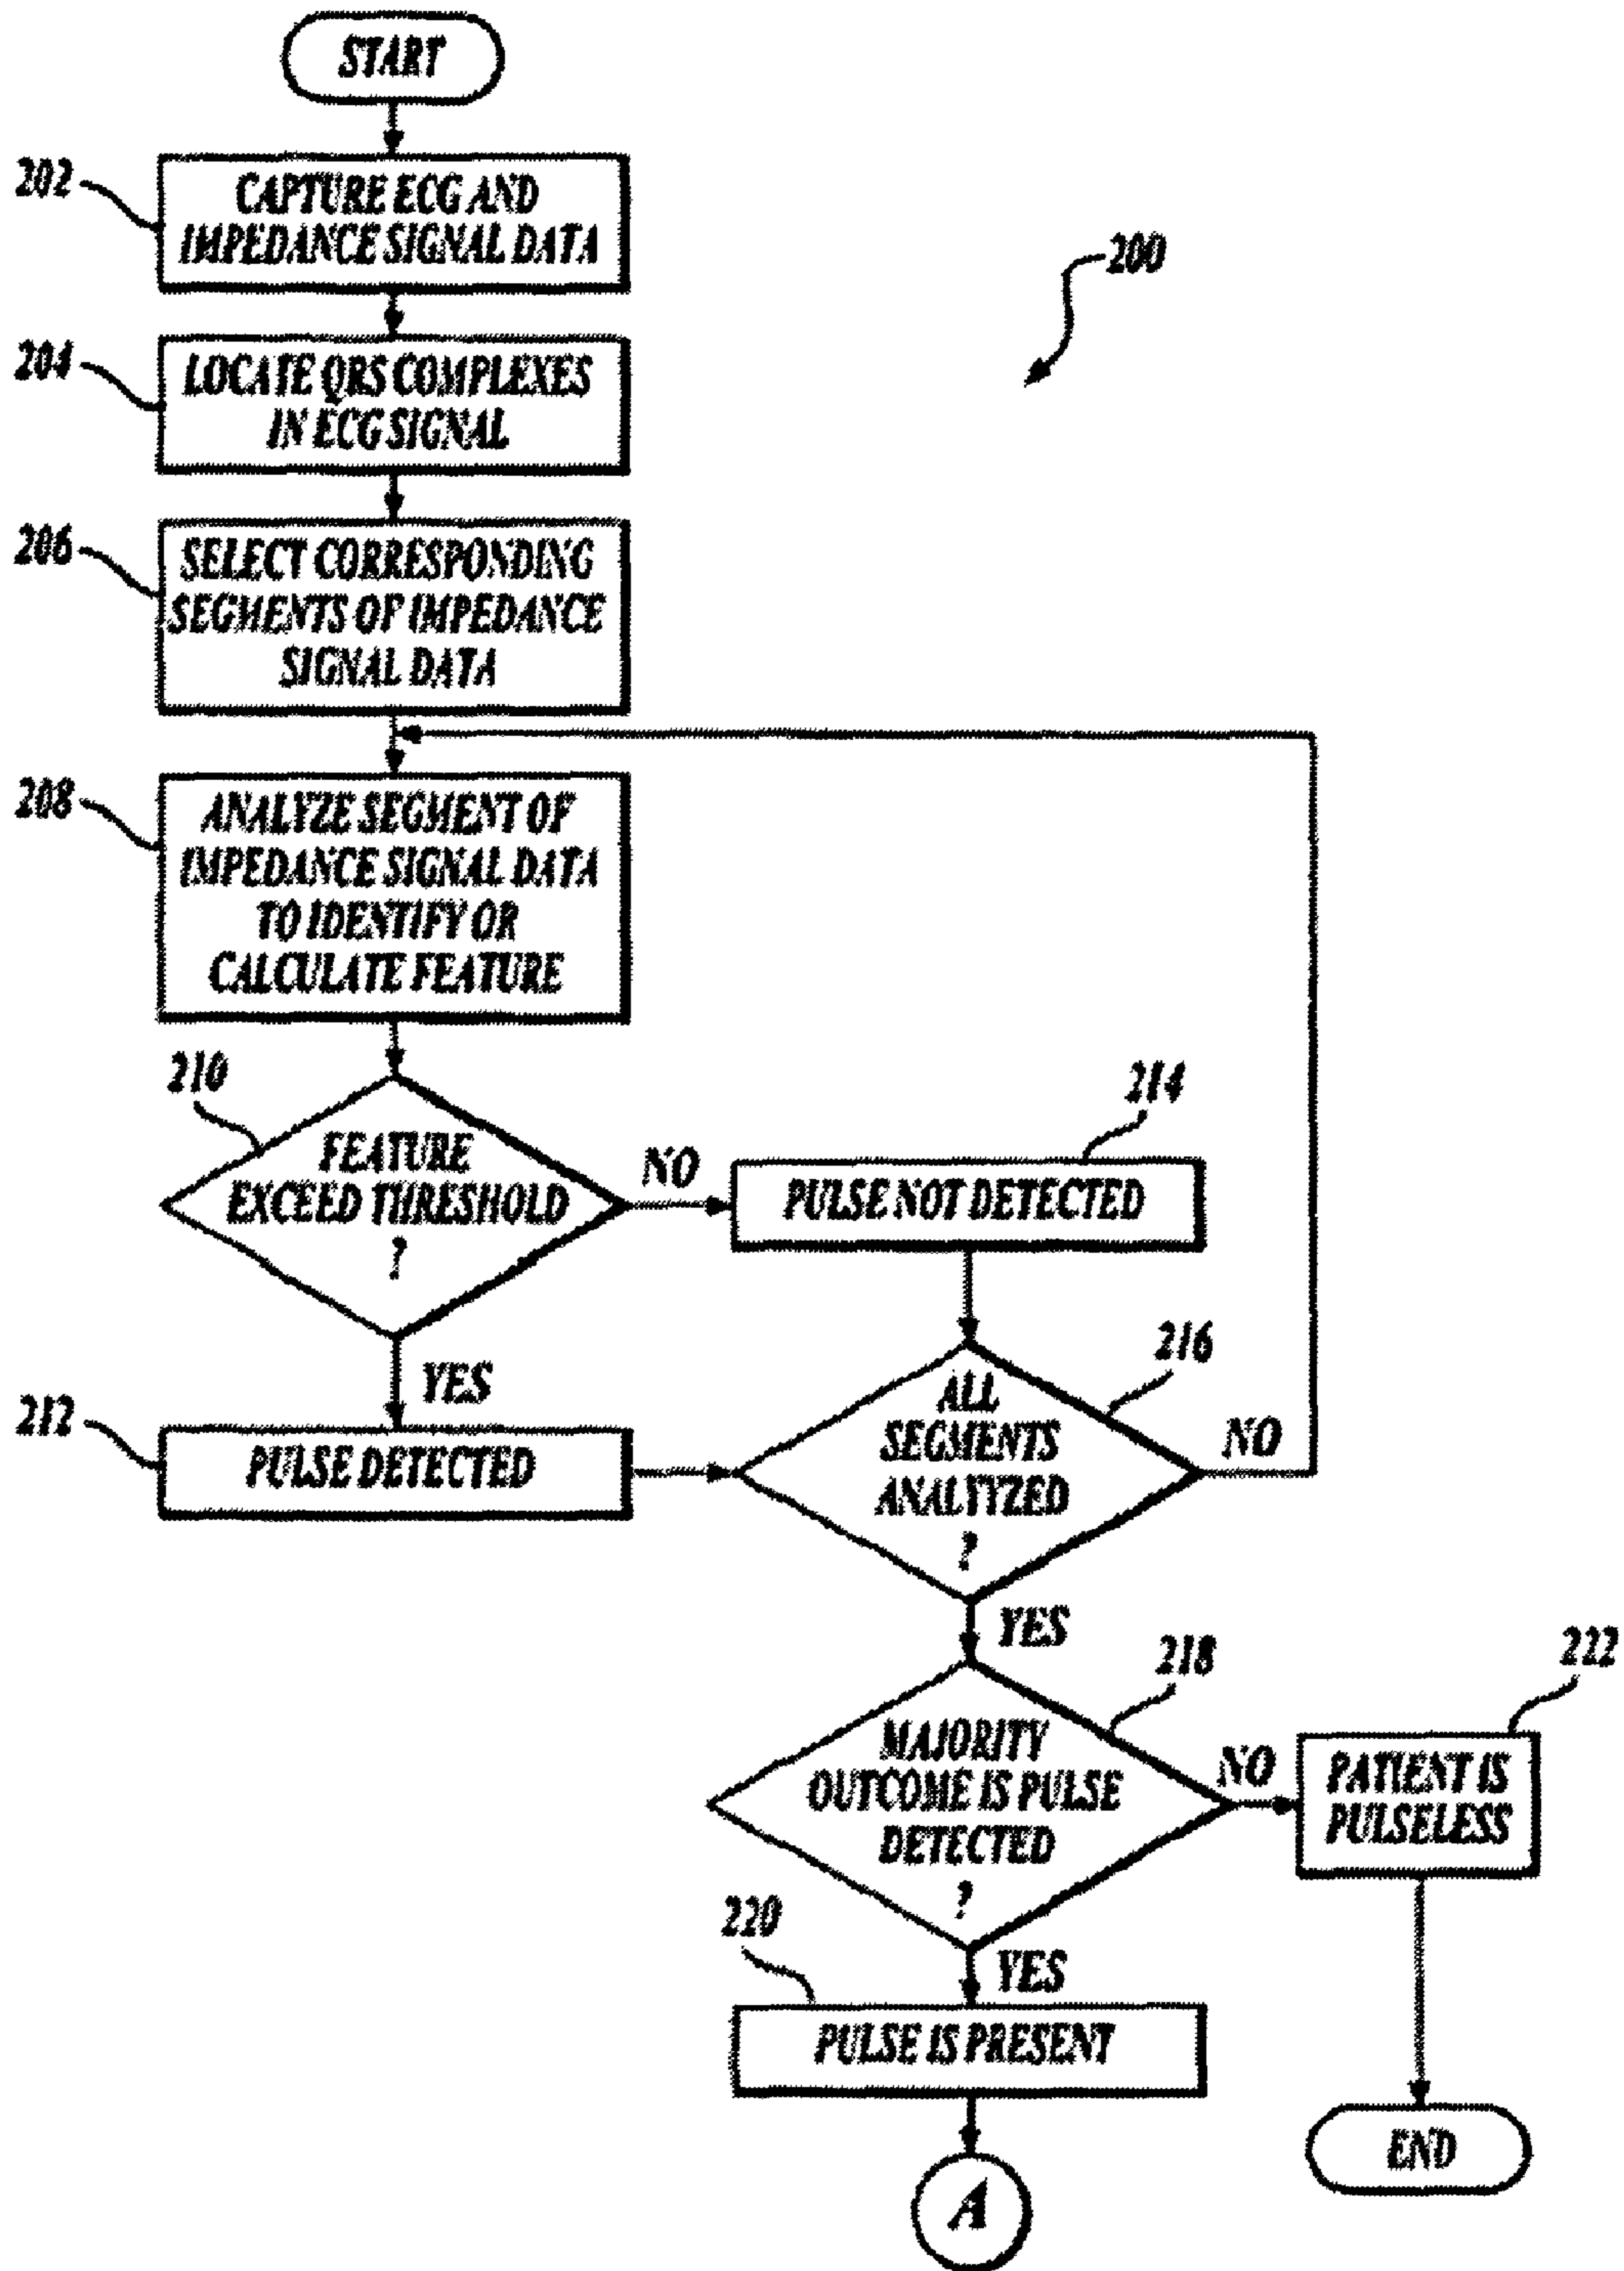 START
202
CAPTURE ECG AND
IMPEDANCE SIGNAL DATA
200
204
LOCATE QRS COMPLEXES
IN ECG SIGNAL
206
SELECT CORRESPONDING
SEGMENTS OF IMPEDANCE
SIGNAL DATA
208
ANALYZE SEGMENT OF
IMPEDANCE SIGNAL DATA
TO IDENTIFY OR
CALCULATE FEATURE
210
FEATURE
EXCEED THRESHOLD
?
NO
214
PULSE NOT DETECTED
YES
212
PULSE DETECTED
216
ALL
SEGMENTS
ANALYYZED
?
NO
YES
218
MAJORITY
OUTCOME IS PULSE
DETECTED
?
NO
222
PATIENT IS
PULSELESS
YES
220
PULSE IS PRESENT
END
A